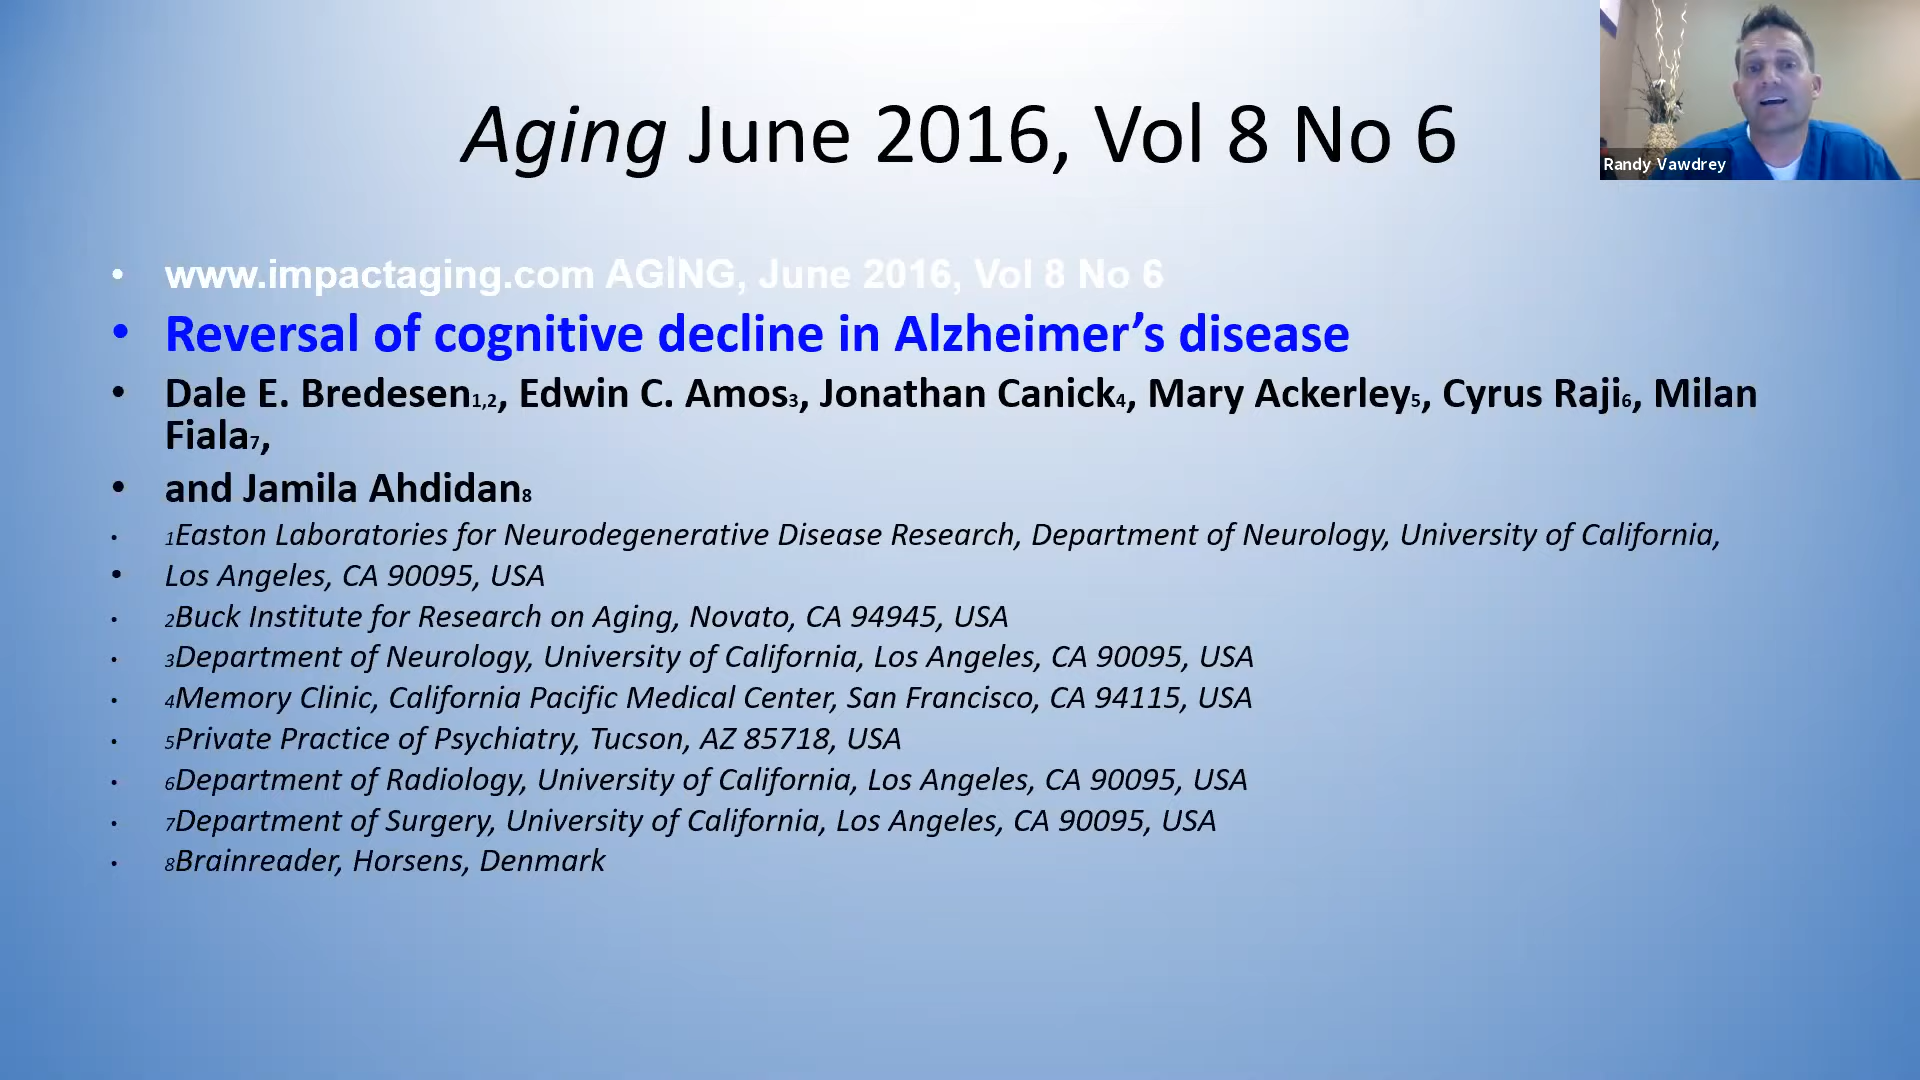 Aging June 2016, Vol 8 No 6
Randy Vawdrey
• www.impactaging.com AGING, June 2016, Vol 8 No 6
• Reversal of cognitive decline in Alzheimer’s disease
• Dale E. Bredesen1,2, Edwin C. Amos3, Jonathan Canick4, Mary Ackerley5, Cyrus Raji6, Milan
Fiala7,
• and Jamila Ahdidan8
• 1Easton Laboratories for Neurodegenerative Disease Research, Department of Neurology, University of California,
• Los Angeles, CA 90095, USA
• 2Buck Institute for Research on Aging, Novato, CA 94945, USA
• 3Department of Neurology, University of California, Los Angeles, CA 90095, USA
• 4Memory Clinic, California Pacific Medical Center, San Francisco, CA 94115, USA
• 5Private Practice of Psychiatry, Tucson, AZ 85718, USA
• 6Department of Radiology, University of California, Los Angeles, CA 90095, USA
• 7Department of Surgery, University of California, Los Angeles, CA 90095, USA
• 8Brainreader, Horsens, Denmark